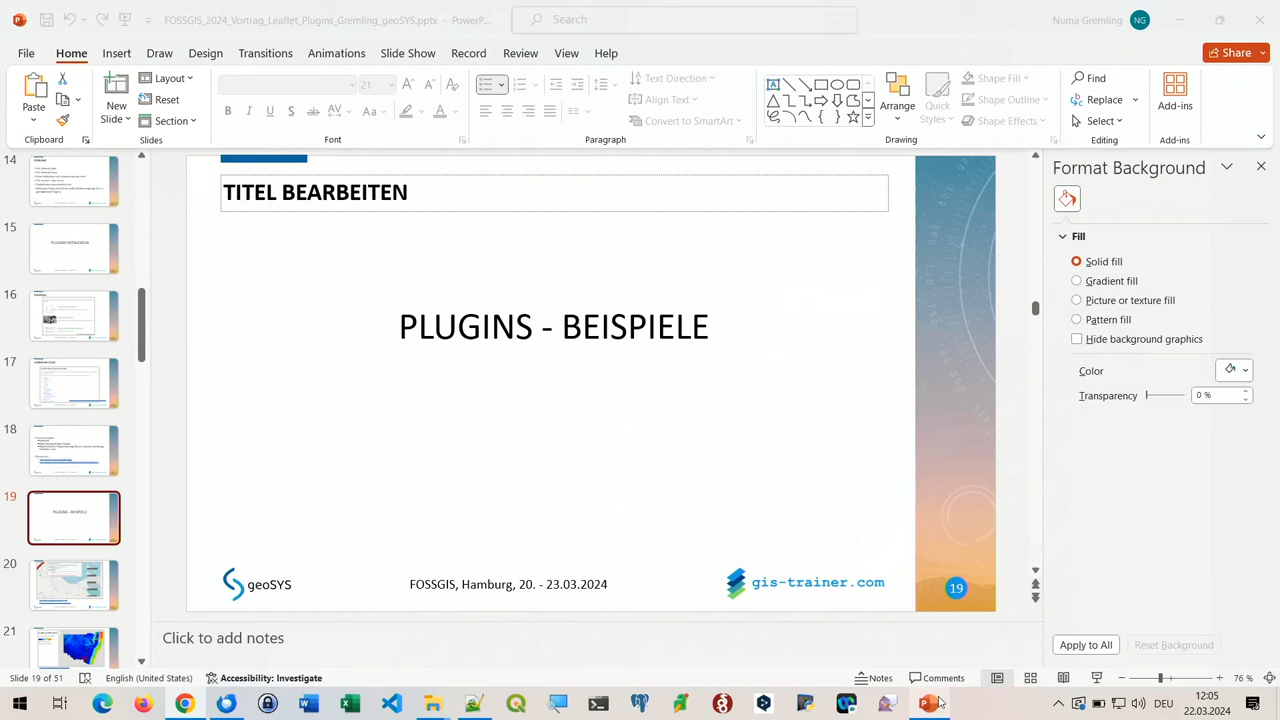 FOSSGIS_2024_Vortrag_Leaflet_Plugins_Gremling_geoSYS.pptx - PowerP...
Search
Numa Gremling
NG
File
Home
Insert
Draw
Design
Transitions
Animations
Slide Show
Record
Review
View
Help
Share
Paste
New
Slide
Layout
Reset
Section
21
Text Direction
Align Text
Convert to SmartArt
Arrange
Quick
Styles
Shape Fill
Shape Outline
Shape Effects
Find
Replace
Select
Add-ins
Clipboard
Slides
Font
Paragraph
Drawing
Editing
Add-ins
14
15
PLUGINS ENTWICKELN
16
17
18
19
PLUGINS - BEISPIELE
20
21
TITEL BEARBEITEN
PLUGINS - BEISPIELE
geoSYS
FOSSGIS, Hamburg, 20. - 23.03.2024
gis-trainer.com
19
Click to add notes
Format Background
Fill
Solid fill
Gradient fill
Picture or texture fill
Pattern fill
Hide background graphics
Color
Transparency
0 %
Apply to All
Reset Background
Slide 19 of 51
English (United States)
Accessibility: Investigate
Notes
Comments
76 %
DEU
12:05
22.03.2024